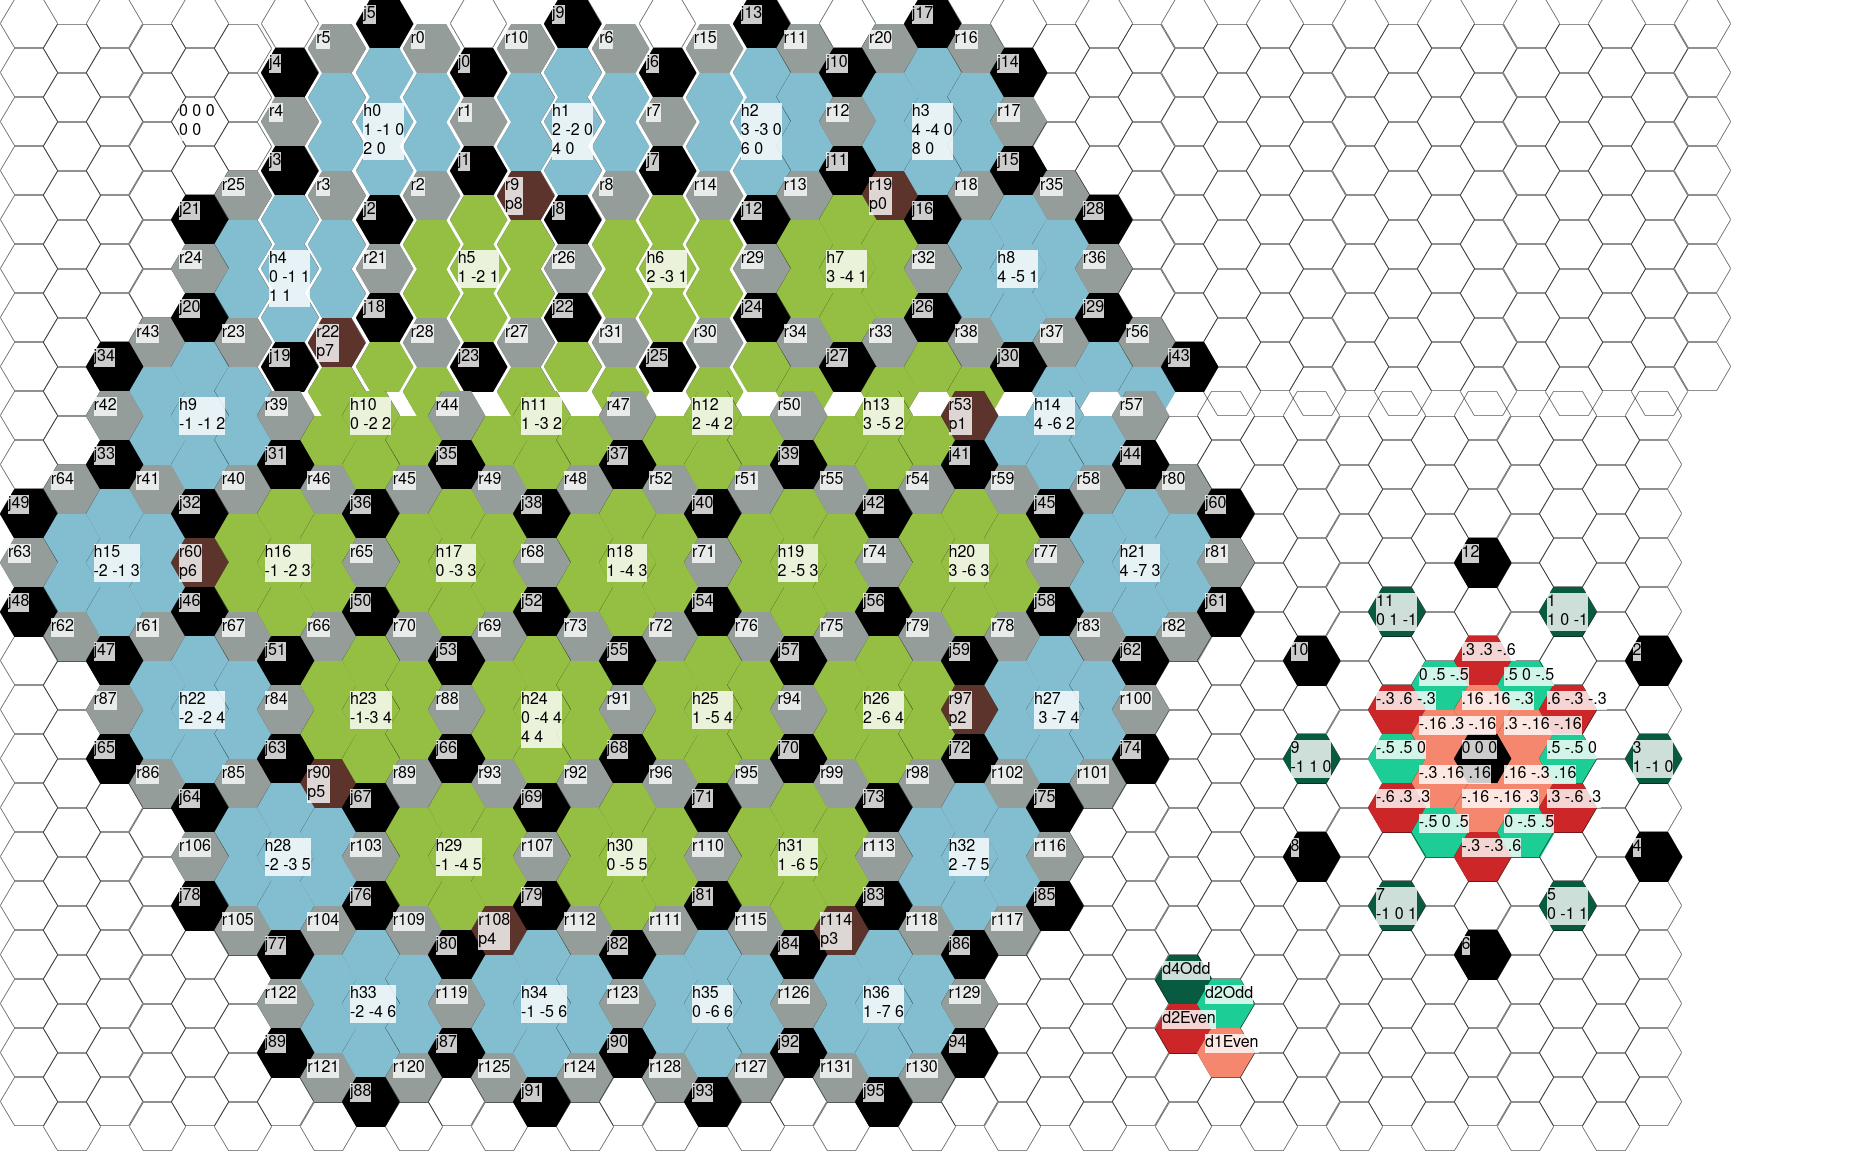 j5 j9 j13 j17
r5 r0 r10 r6 r15 r11 r20 r16
j4 j0 j6 j10 j14
0 0 0
0 0
r4 h0 r1 h1 r7 h2 r12 h3 r17
1 -1 0 2 -2 0 3 -3 0 4 -4 0
2 0 4 0 6 0 8 0
j3 j1 j7 j11 j15
r25 r3 r2 r9 r8 r14 r13 r19 r18 r35
p8 p0
j21 j2 j8 j12 j16 j28
r24 h4 r21 h5 r26 h6 r29 h7 r32 h8 r36
0 -1 1 1 -2 1 2 -3 1 3 -4 1 4 -5 1
1 1
j20 j18 j22 j24 j26 j29
r43 r23 r22 r28 r27 r31 r30 r34 r33 r38 r37 r56
p7
j34 j19 j23 j25 j27 j30 j43
r42 h9 r39 h10 r44 h11 r47 h12 r50 h13 r53 h14 r57
-1 -1 2 0 -2 2 1 -3 2 2 -4 2 3 -5 2 p1 4 -6 2
j33 j31 j35 j37 j39 j41 j44
r64 r41 r40 r46 r45 r49 r48 r52 r51 r55 r54 r59 r58 r80
j49 j32 j36 j38 j40 j42 j45 j60
r63 h15 r60 h16 r65 h17 r68 h18 r71 h19 r74 h20 r77 h21 r81 12
-2 -1 3 p6 -1 -2 3 0 -3 3 1 -4 3 2 -5 3 3 -6 3 4 -7 3
j48 j46 j50 j52 j54 j56 j58 j61 11 1
0 1 -1 1 0 -1
r62 r61 r67 r66 r70 r69 r73 r72 r76 r75 r79 r78 r83 r82
j47 j51 j53 j55 j57 j59 j62 10 .3 .3 -.6 2
0 .5 -.5 .5 0 -.5
r87 h22 r84 h23 r88 h24 r91 h25 r94 h26 r97 h27 r100 -.3 .6 -.3 .16 .16 -.3 .6 -.3 -.3
-2 -2 4 -1-3 4 0 -4 4 1 -5 4 2 -6 4 p2 3 -7 4
4 4 -.16 .3 -.16 .3 -.16 -.16
j65 j63 j66 j68 j70 j72 j74 9 -.5 .5 0 0 0 0 .5 -.5 0 3
-1 1 0 1 -1 0
r86 r85 r90 r89 r93 r92 r96 r95 r99 r98 r102 r101 -.3 .16 .16 .16 -.3 .16
p5
j64 j67 j69 j71 j73 j75 -.6 .3 .3 -.16 -.16 .3 .3 -.6 .3
-.5 0 .5 0 -.5 .5
r106 h28 r103 h29 r107 h30 r110 h31 r113 h32 r116 8 -.3 -.3 .6 4
-2 -3 5 -1 -4 5 0 -5 5 1 -6 5 2 -7 5
j78 j76 j79 j81 j83 j85 7 5
-1 0 1 0 -1 1
r105 r104 r109 r108 r112 r111 r115 r114 r118 r117
p4 p3
j77 j80 j82 j84 j86 6
d4Odd
r122 h33 r119 h34 r123 h35 r126 h36 r129 d2Odd
-2 -4 6 -1 -5 6 0 -6 6 1 -7 6
d2Even
j89 j87 j90 j92 94 d1Even
r121 r120 r125 r124 r128 r127 r131 r130
j88 j91 j93 j95